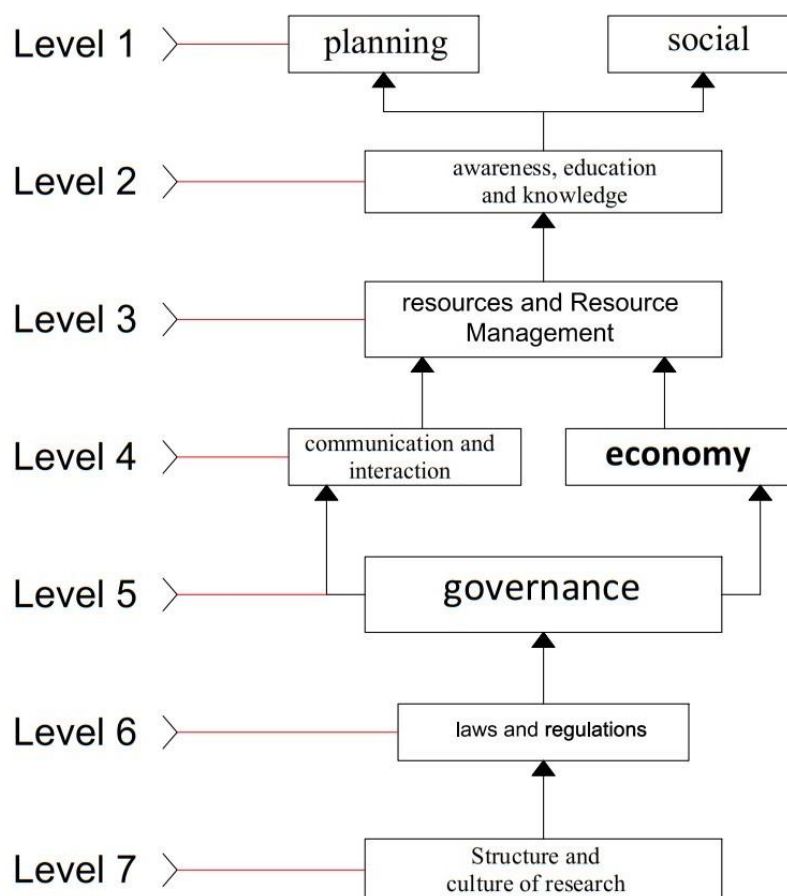 Level 1
planning
social
Level 2
awareness, education
and knowledge
Level 3
resources and Resource
Management
Level 4
communication and
interaction
economy
Level 5
governance
Level 6
laws and regulations
Level 7
Structure and
culture of research